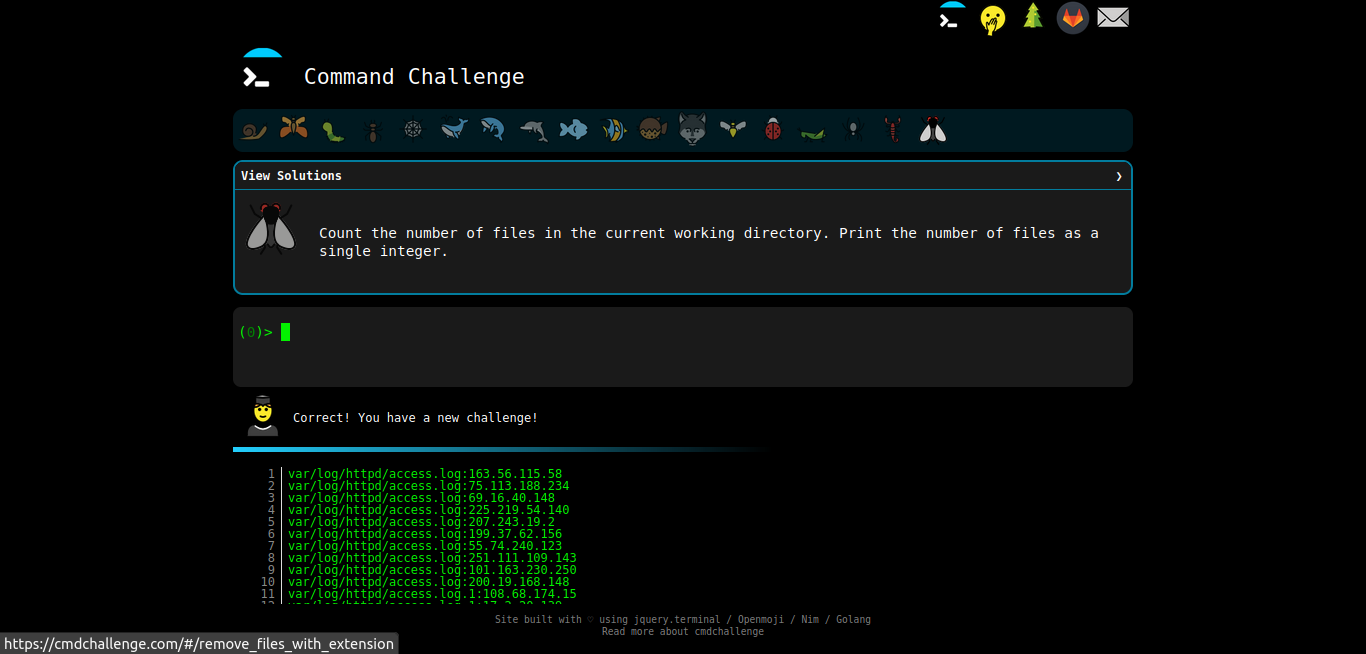 Command Challenge
View Solutions ❯
Count the number of files in the current working directory. Print the number of files as a
single integer.
(0)>
Correct! You have a new challenge!
1 var/log/httpd/access.log:163.56.115.58
2 var/log/httpd/access.log:75.113.188.234
3 var/log/httpd/access.log:69.16.40.148
4 var/log/httpd/access.log:225.219.54.140
5 var/log/httpd/access.log:207.243.19.2
6 var/log/httpd/access.log:199.37.62.156
7 var/log/httpd/access.log:55.74.240.123
8 var/log/httpd/access.log:251.111.109.143
9 var/log/httpd/access.log:101.163.230.250
10 var/log/httpd/access.log:200.19.168.148
11 var/log/httpd/access.log.1:108.68.174.15
Site built with ♡ using jquery.terminal / Openmoji / Nim / Golang
Read more about cmdchallenge
https://cmdchallenge.com/#/remove_files_with_extension